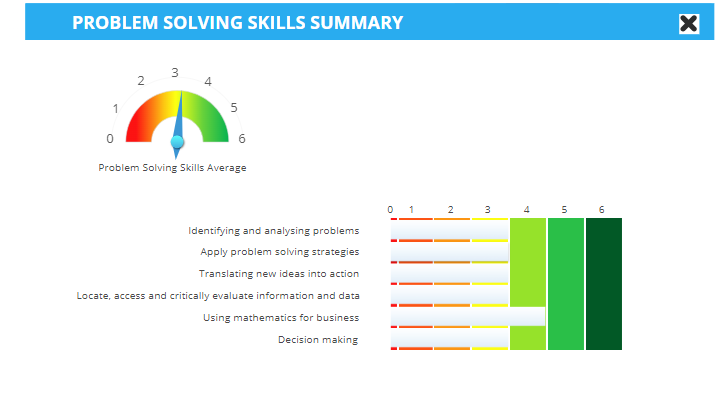 PROBLEM SOLVING SKILLS SUMMARY
0 1 2 3 4 5 6
Problem Solving Skills Average
0 1 2 3 4 5 6
Identifying and analysing problems
Apply problem solving strategies
Translating new ideas into action
Locate, access and critically evaluate information and data
Using mathematics for business
Decision making